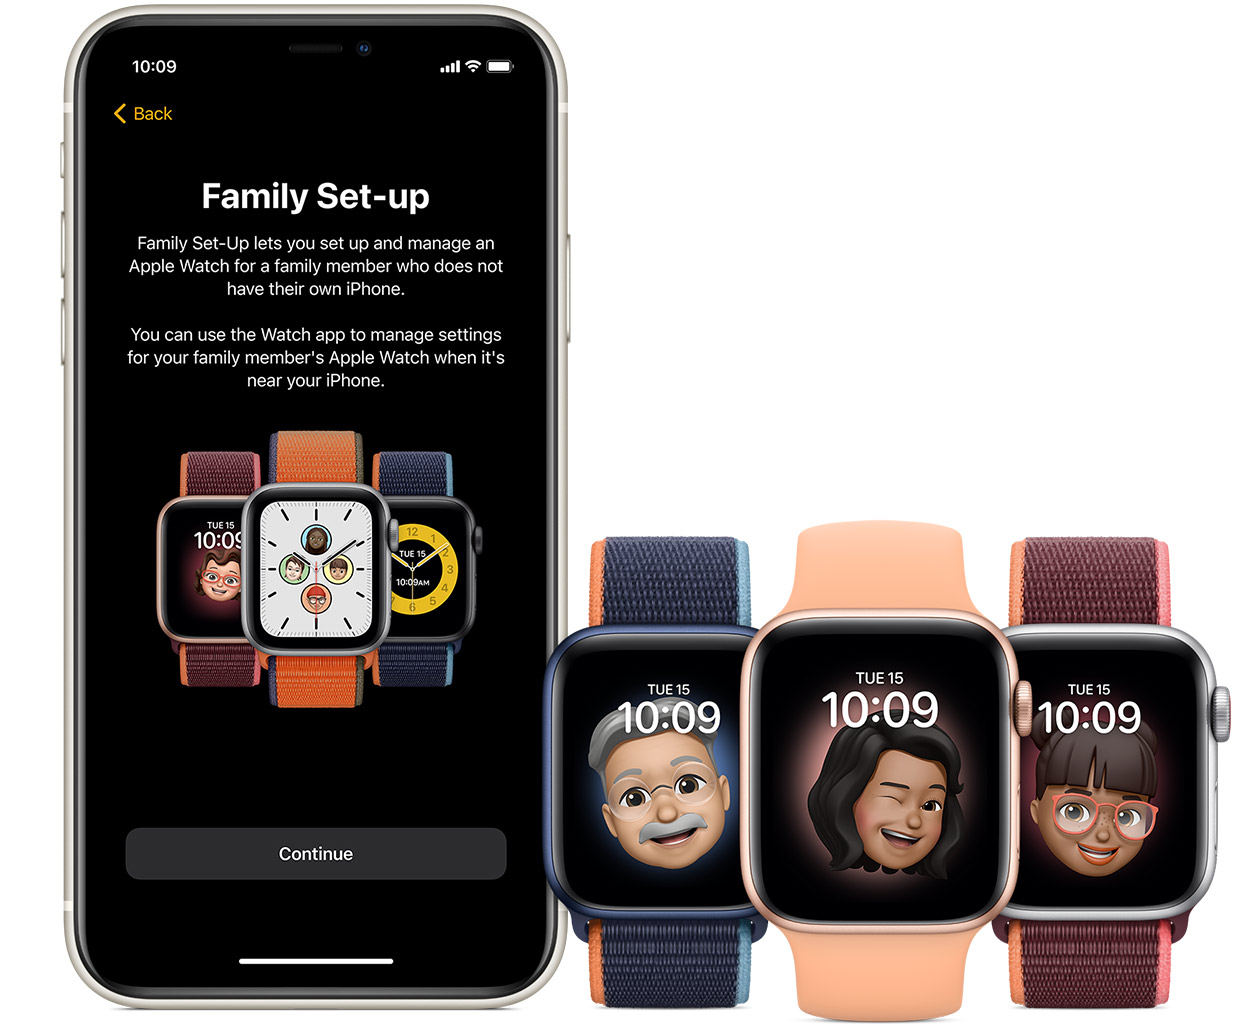 10:09
Back
Family Set-up
Family Set-Up lets you set up and manage an
Apple Watch for a family member who does not
have their own iPhone.
You can use the Watch app to manage settings
for your family member's Apple Watch when it's
near your iPhone.
TUE 15
10:09
12
1
2
3
4
5
6
TUE 15
10:09AM
Continue
TUE 15
10:09
TUE 15
10:09
TUE 15
10:09